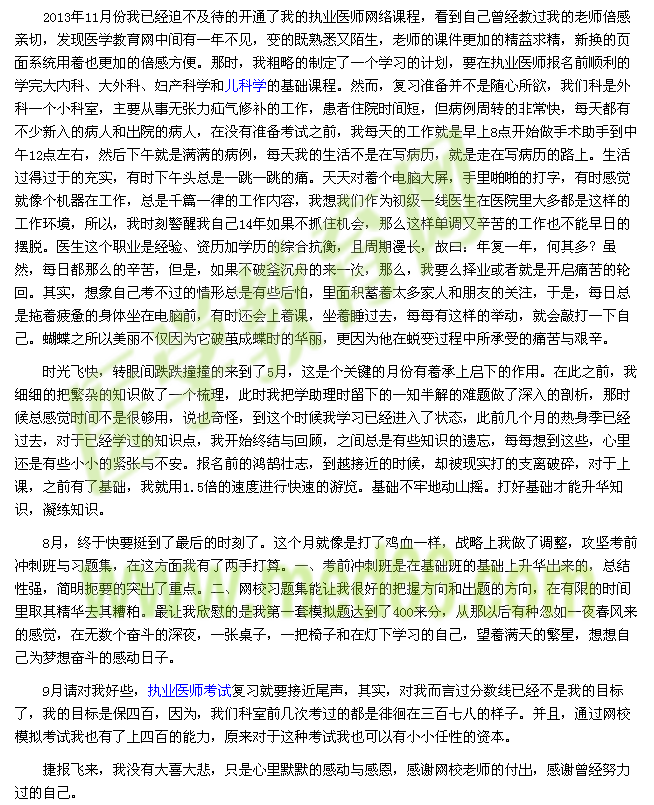 2013年11月份我已经迫不及待的开通了我的执业医师网络课程，看到自己曾经教过我的老师倍感
亲切，发现医学教育网中间有一年不见，变的既熟悉又陌生，老师的课件更加的精益求精，新换的页
面系统用着也更加的倍感方便。那时，我粗略的制定了一个学习的计划，要在执业医师报名前顺利的
学完大内科、大外科、妇产科学和儿科学的基础课程。然而，复习准备并不是随心所欲，我们科是外
科一个小科室，主要从事无张力疝气修补的工作，患者住院时间短，但病例周转的非常快，每天都有
不少新入的病人和出院的病人，在没有准备考试之前，我每天的工作就是早上8点开始做手术助手到中
午12点左右，然后下午就是满满的病例，每天我的生活不是在写病历，就是走在写病历的路上。生活
过得过于的充实，有时下午头总是一跳一跳的痛。天天对着个电脑大屏，手里啪啪的打字，有时感觉
就像个机器在工作，总是千篇一律的工作内容，我想我们作为初级一线医生在医院里大多都是这样的
工作环境，所以，我时刻警醒我自己14年如果不抓住机会，那么这样单调又辛苦的工作也不能早日的
摆脱。医生这个职业是经验、资历加学历的综合抗衡，且周期漫长，故曰：年复一年，何其多？虽
然，每日都那么的辛苦，但是，如果不破釜沉舟的来一次，那么，我要么择业或者就是开启痛苦的轮
回。其实，想象自己考不过的情形总是有些后怕，里面积蓄着太多家人和朋友的关注，于是，每日总
是拖着疲惫的身体坐在电脑前，有时还会上着课，坐着睡过去，每每有这样的举动，就会敲打一下自
己。蝴蝶之所以美丽不仅因为它破茧成蝶时的华丽，更因为他在蜕变过程中所承受的痛苦与艰辛。
时光飞快，转眼间跌跌撞撞的来到了5月，这是个关键的月份有着承上启下的作用。在此之前，我
细细的把繁杂的知识做了一个梳理，此时我把学助理时留下的一知半解的难题做了深入的剖析，那时
候总感觉时间不是很够用，说也奇怪，到这个时候我学习已经进入了状态，此前几个月的热身季已经
过去，对于已经学过的知识点，我开始终结与回顾，之间总是有些知识的遗忘，每每想到这些，心里
还是有些小小的紧张与不安。报名前的鸿鹄壮志，到越接近的时候，却被现实打的支离破碎，对于上
课，之前有了基础，我就用1.5倍的速度进行快速的游览。基础不牢地动山摇。打好基础才能升华知
识，凝练知识。
8月，终于快要挺到了最后的时刻了。这个月就像是打了鸡血一样，战略上我做了调整，攻坚考前
冲刺班与习题集，在这方面我有了两手打算。一、考前冲刺班是在基础班的基础上升华出来的，总结
性强，简明扼要的突出了重点。二、网校习题集能让我很好的把握方向和出题的方向，在有限的时间
里取其精华去其糟粕。最让我欣慰的是我第一套模拟题达到了400来分，从那以后有种忽如一夜春风来
的感觉，在无数个奋斗的深夜，一张桌子，一把椅子和在灯下学习的自己，望着满天的繁星，想想自
己为梦想奋斗的感动日子。
9月请对我好些，执业医师考试复习就要接近尾声，其实，对我而言过分数线已经不是我的目标
了，我的目标是保四百，因为，我们科室前几次考过的都是徘徊在三百七八的样子。并且，通过网校
模拟考试我也有了上四百的能力，原来对于这种考试我也可以有小小任性的资本。
捷报飞来，我没有大喜大悲，只是心里默默的感动与感恩，感谢网校老师的付出，感谢曾经努力
过的自己。
医学教育网
www.med66.com